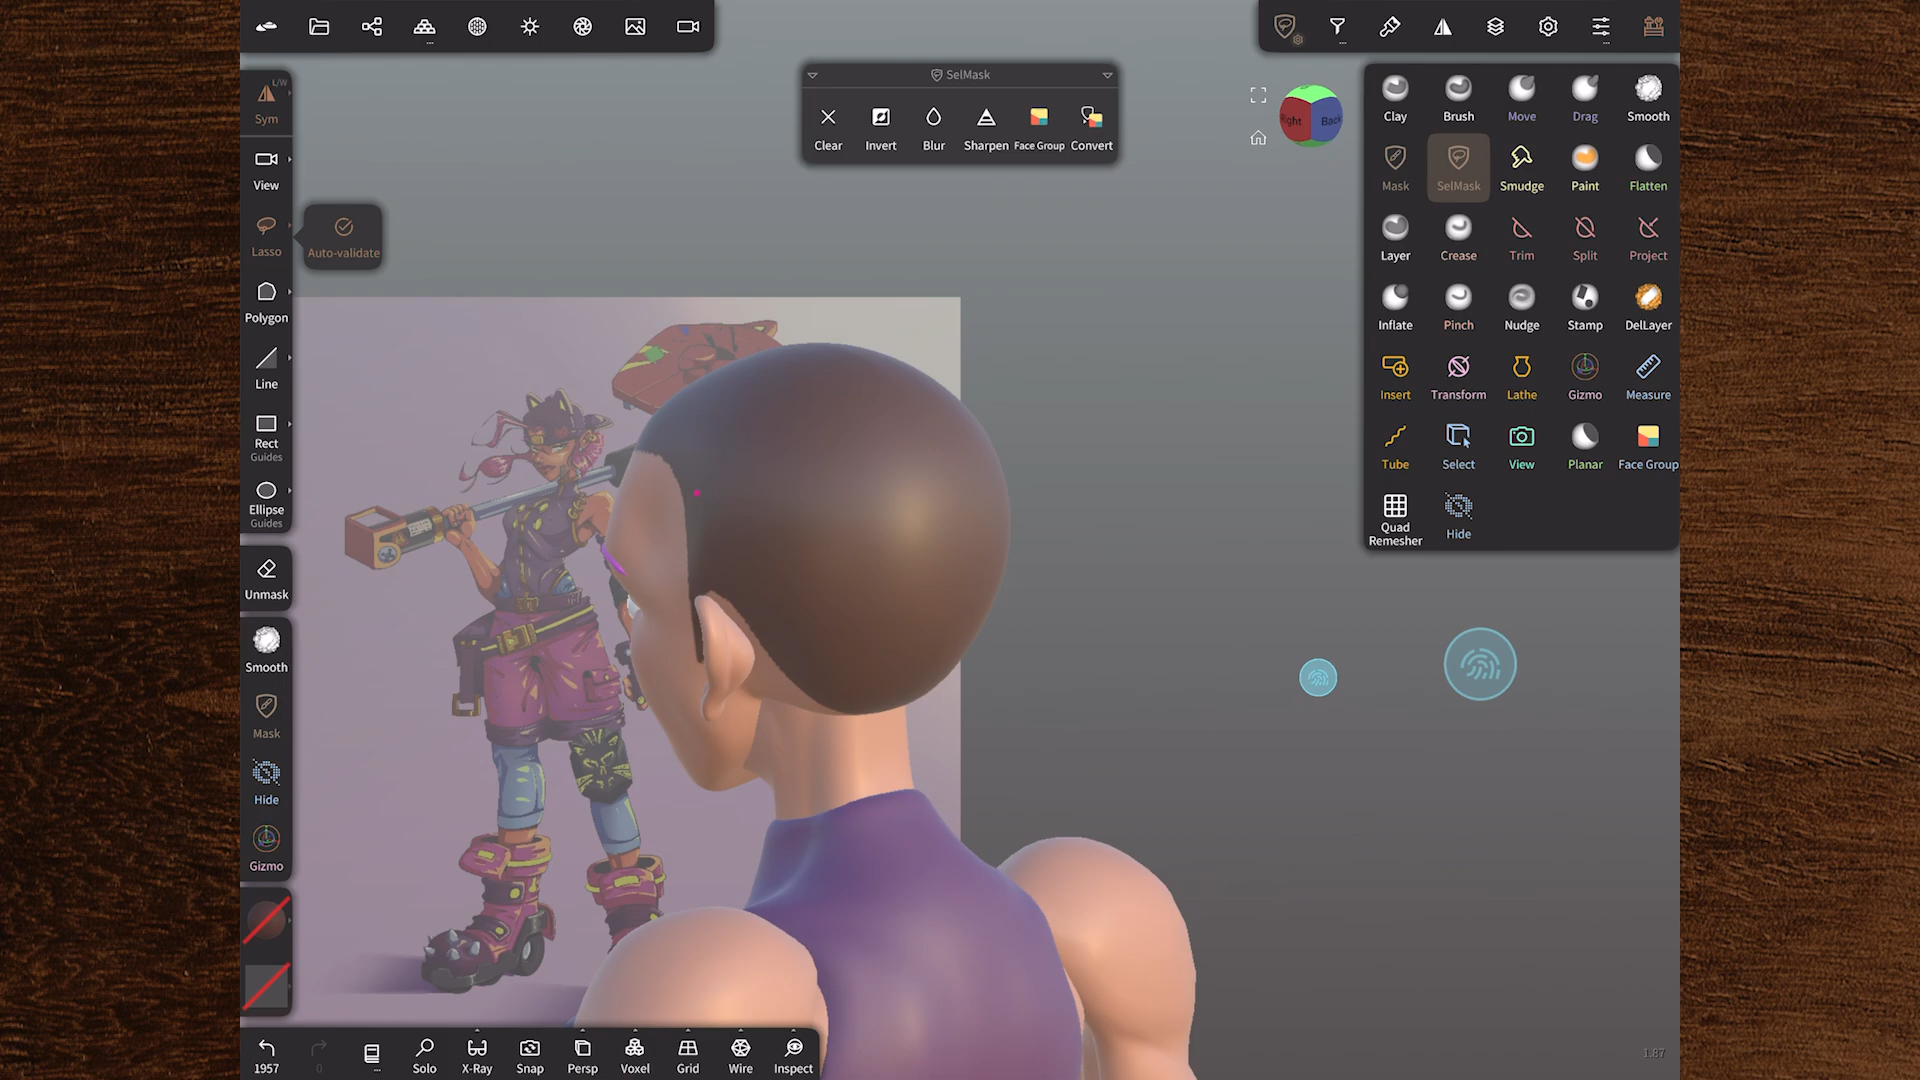 SelMask
Clear
Invert
Blur
Sharpen
Face Group
Convert
Right
Back
L/W
Sym
View
Lasso
Auto-validate
Polygon
Line
Rect
Guides
Ellipse
Guides
Unmask
Smooth
Mask
Hide
Gizmo
Clay
Brush
Move
Drag
Smooth
Mask
SelMask
Smudge
Paint
Flatten
Layer
Crease
Trim
Split
Project
Inflate
Pinch
Nudge
Stamp
DelLayer
Insert
Transform
Lathe
Gizmo
Measure
Tube
Select
View
Planar
Face Group
Quad
Remesher
Hide
1957
0
Solo
X-Ray
Snap
Persp
Voxel
Grid
Wire
Inspect
1.87